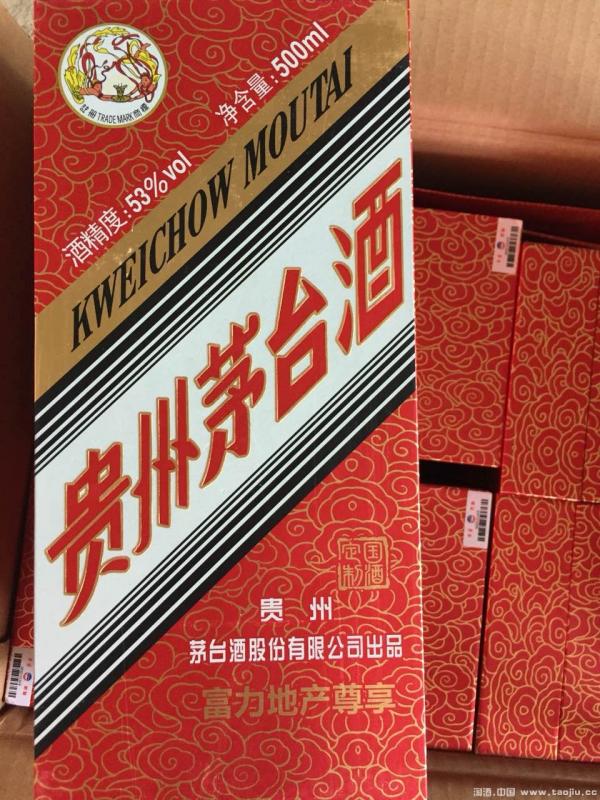 TRADE MARK
净含量:500ml
酒精度:53%vol
KWEICHOW MOUTAI
贵州茅台酒
国酒
定制
贵州
茅台酒股份有限公司出品
富力地产尊享
淘酒.中国 www.taojiu.cc